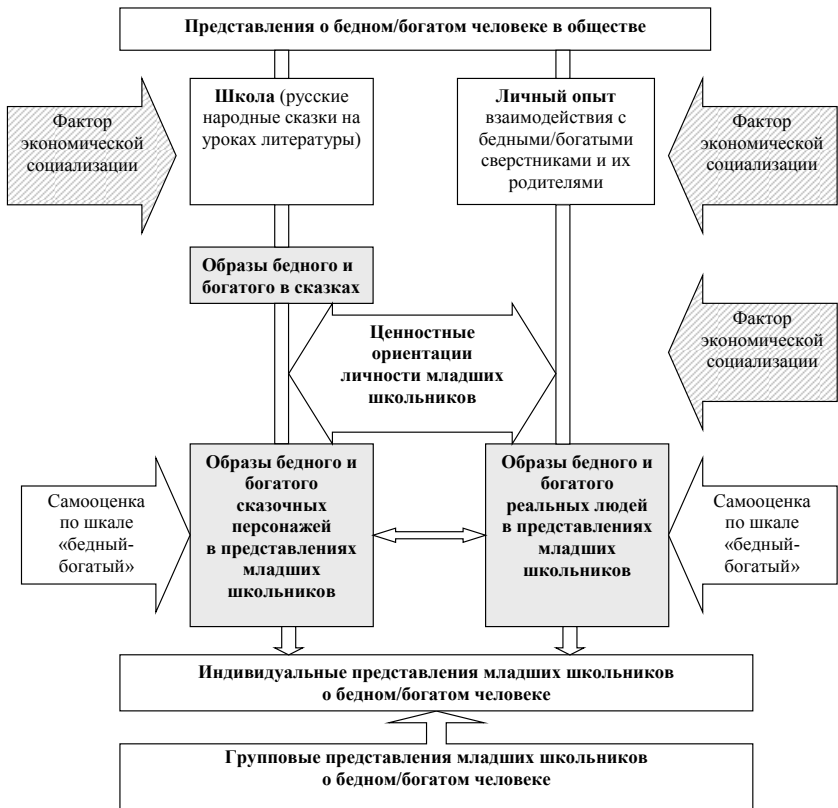 Представления о бедном/богатом человеке в обществе
Фактор
экономической
социализации
Школа (русские
народные сказки на
уроках литературы)
Личный опыт
взаимодействия с
бедными/богатыми
сверстниками и их
родителями
Фактор
экономической
социализации
Образы бедного и
богатого в сказках
Ценностные
ориентации
личности младших
школьников
Фактор
экономической
социализации
Самооценка
по шкале
«бедный-
богатый»
Образы бедного и
богатого
сказочных
персонажей
в представлениях
младших
школьников
Образы бедного и
богатого
реальных людей
в представлениях
младших
школьников
Самооценка
по шкале
«бедный-
богатый»
Индивидуальные представления младших школьников
о бедном/богатом человеке
Групповые представления младших школьников
о бедном/богатом человеке